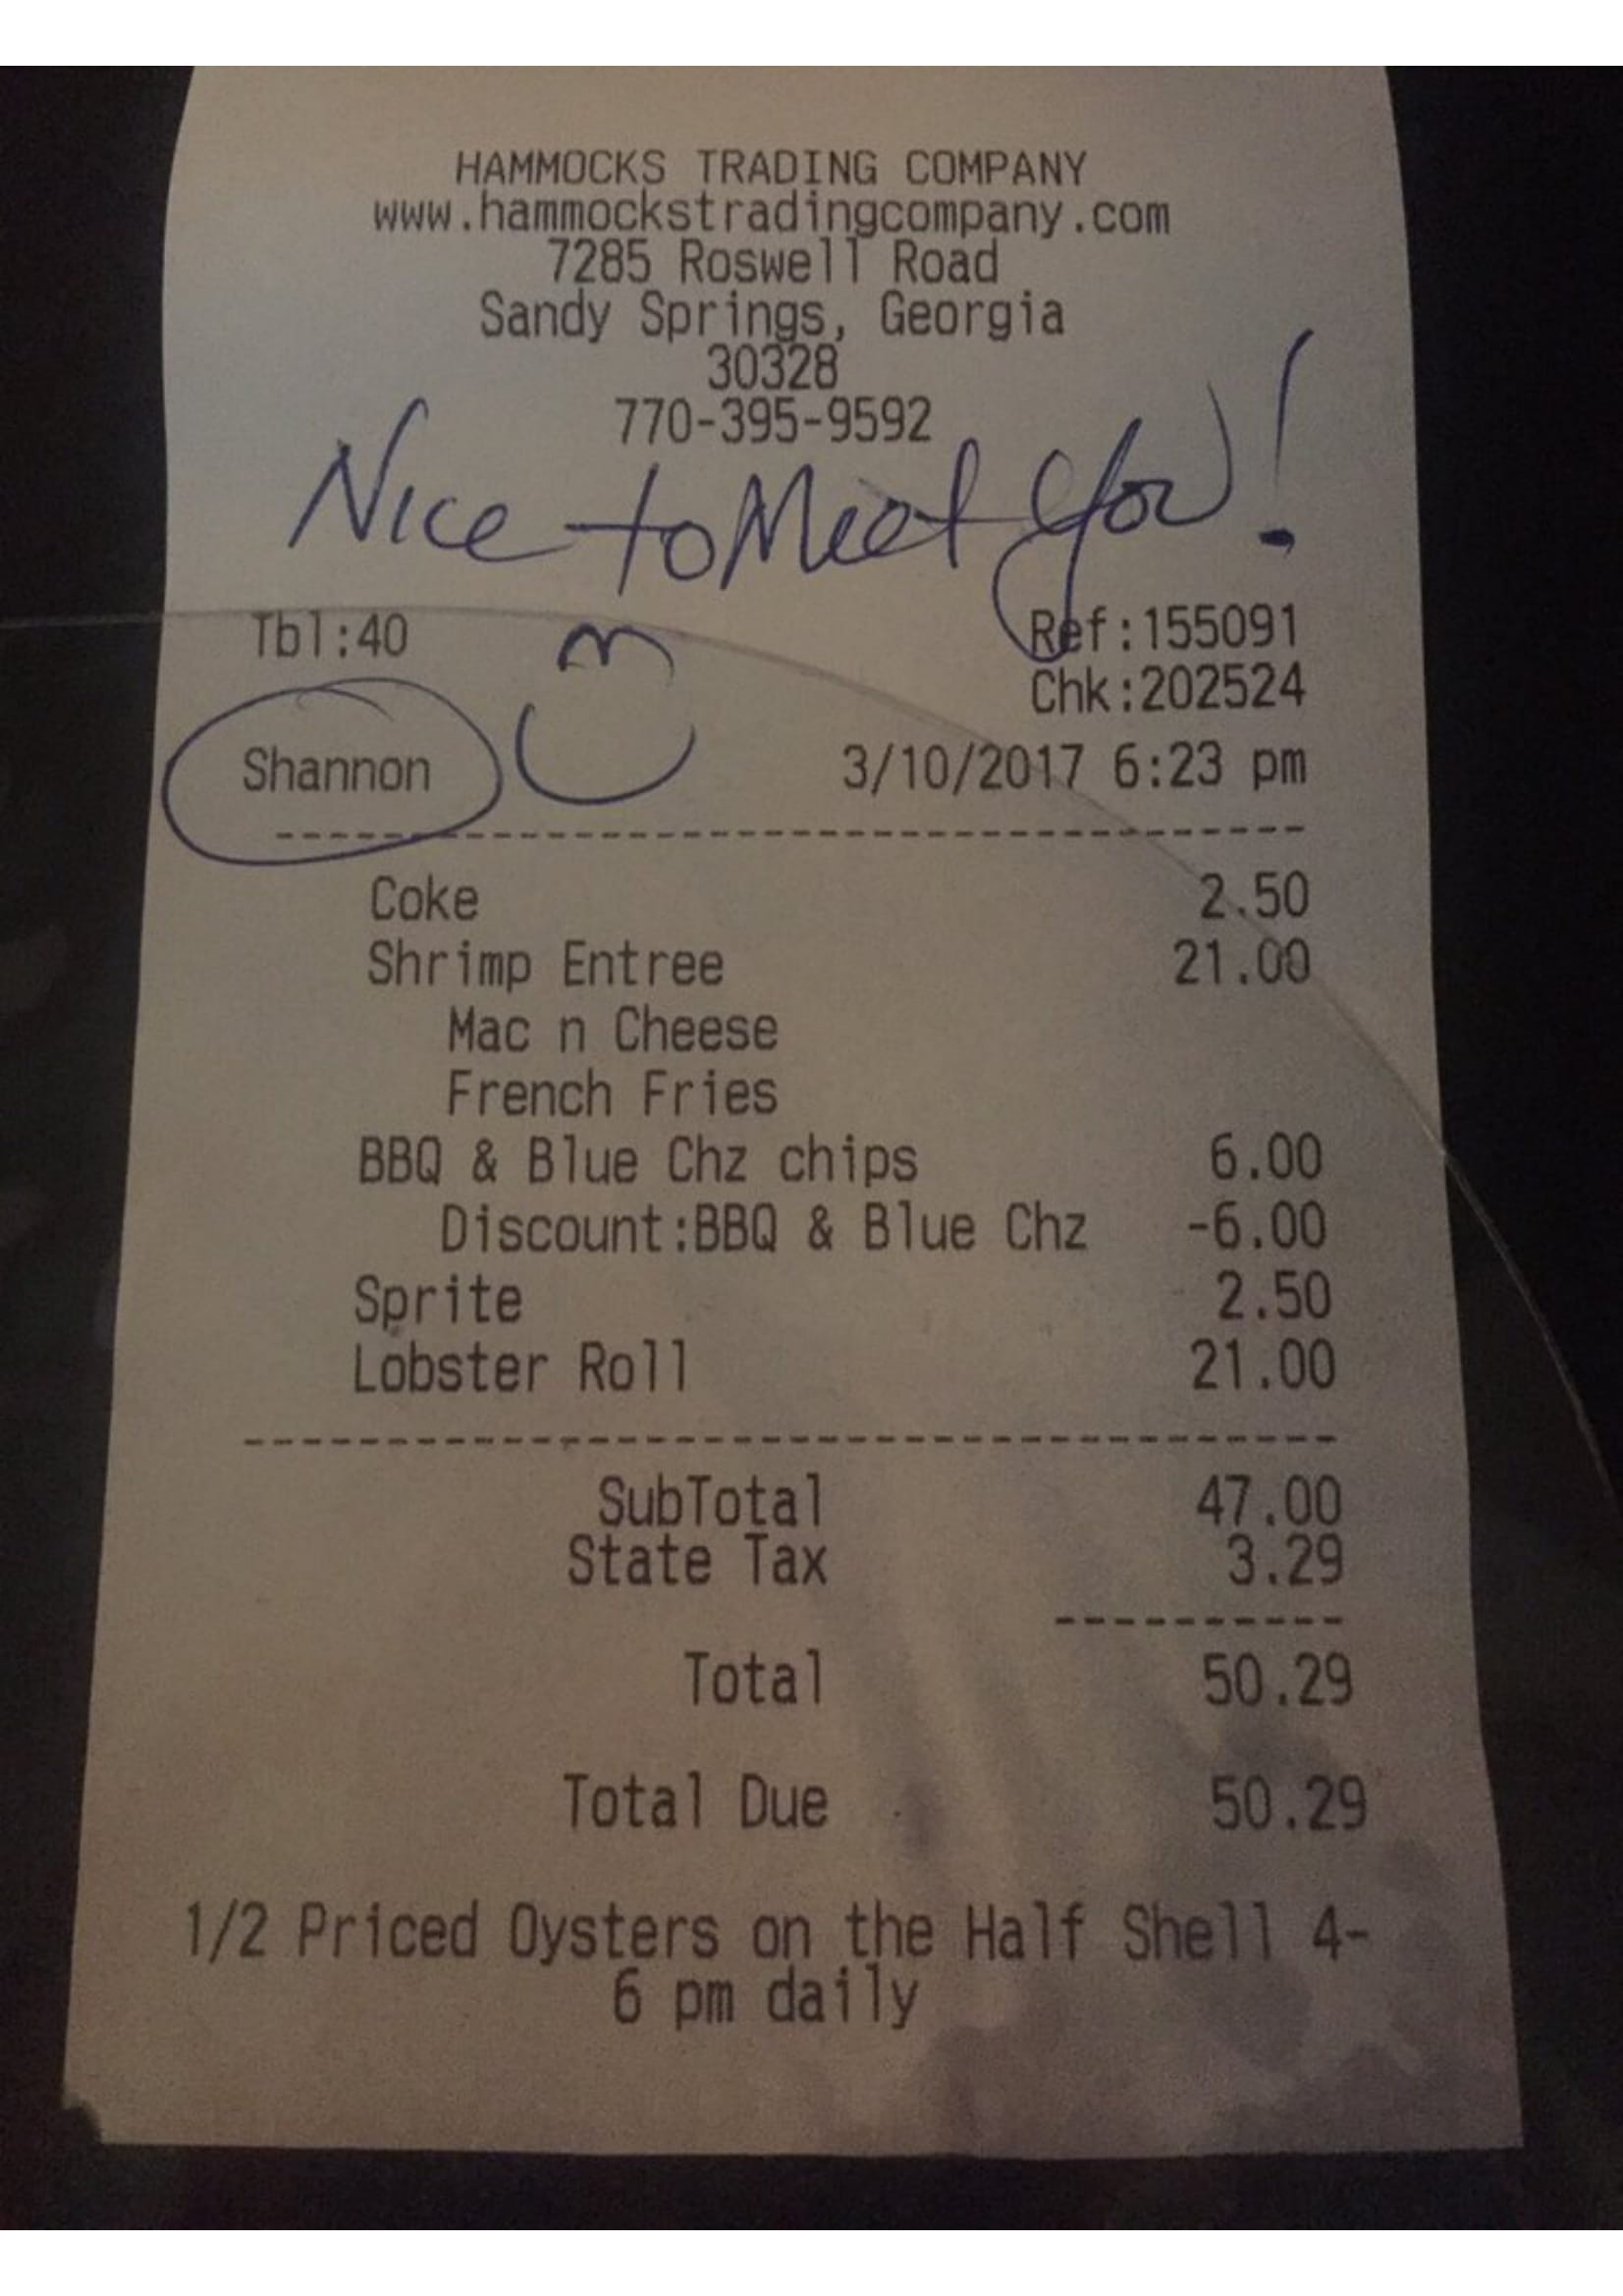 HAMMOCKS TRADING COMPANY
www.hammockstradingcompany.com
7285 Roswell Road
Sandy Springs, Georgia
30328
770-395-9592
Nice to Meet you!
Tbl:40 Ref:155091
Chk:202524
Shannon 3/10/2017 6:23 pm
Coke 2.50
Shrimp Entree 21.00
Mac n Cheese
French Fries
BBQ & Blue Chz chips 6.00
Discount:BBQ & Blue Chz -6.00
Sprite 2.50
Lobster Roll 21.00
SubTotal 47.00
State Tax 3.29
Total 50.29
Total Due 50.29
1/2 Priced Oysters on the Half Shell 4-
6 pm daily